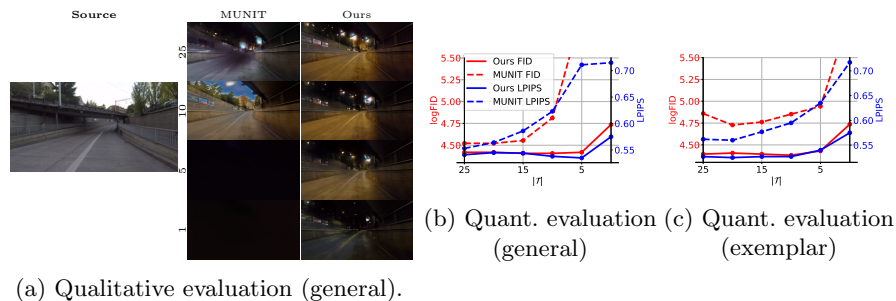 Source
MUNIT
Ours
25
10
5
1
(a) Qualitative evaluation (general).
5.50
5.25
5.00
4.75
4.50
logFID
Ours FID
MUNIT FID
Ours LPIPS
MUNIT LPIPS
0.70
0.65
0.60
0.55
LPIPS
25
15
5
|T|
(b) Quant. evaluation
(general)
5.50
5.25
5.00
4.75
4.50
logFID
0.70
0.65
0.60
0.55
LPIPS
25
15
5
|T|
(c) Quant. evaluation
(exemplar)